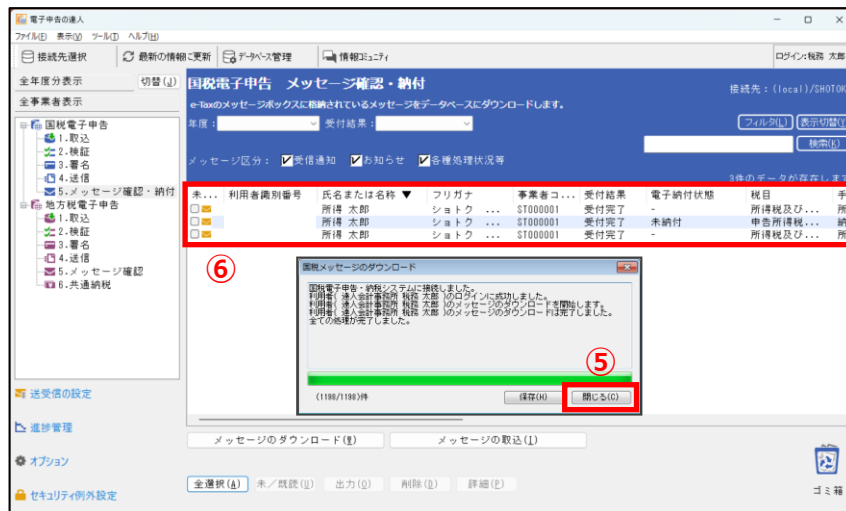 電子申告の達人
ファイル(F) 表示(V) ツール(T) ヘルプ(H)
接続先選択 最新の情報に更新 データベース管理 情報コミュニティ ログイン:税務 太郎
全年度分表示 切替(J)
全事業者表示
国税電子申告
1.取込
2.検証
3.署名
4.送信
5.メッセージ確認・納付
地方税電子申告
1.取込
2.検証
3.署名
4.送信
5.メッセージ確認
6.共通納税
送受信の設定
進捗管理
オプション
セキュリティ例外設定
国税電子申告 メッセージ確認・納付
接続先:(local)/SHOTOK
e-Taxのメッセージボックスに格納されているメッセージをデータベースにダウンロードします。
年度: 受付結果: フィルタ(L) 表示切替(Y
検索(K)
メッセージ区分: 受信通知 お知らせ 各種処理状況等
3件のデータが存在しま
未... 利用者識別番号 氏名または名称 ▼ フリガナ 事業者コ... 受付結果 電子納付状態 税目 手
所得 太郎 ショトク ... ST000001 受付完了 - 所得税及び... 所
所得 太郎 ショトク ... ST000001 受付完了 未納付 申告所得税... 納
所得 太郎 ショトク ... ST000001 受付完了 - 所得税及び... 所
⑥
国税メッセージのダウンロード
国税電子申告・納税システムに接続しました。
利用者( 達人会計事務所 税務 太郎 )のログインに成功しました。
利用者( 達人会計事務所 税務 太郎 )のメッセージのダウンロードを開始します。
利用者( 達人会計事務所 税務 太郎 )のメッセージのダウンロードは完了しました。
全ての処理が完了しました。
⑤
(1198/1198)件 保存(H) 閉じる(C)
メッセージのダウンロード(M) メッセージの取込(I)
全選択(A) 未/既読(U) 出力(O) 削除(D) 詳細(P)
ゴミ箱